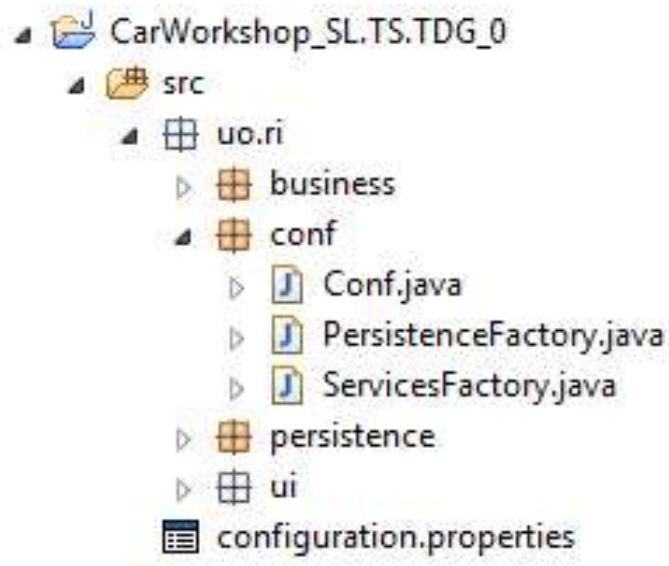 CarWorkshop_SL.TS.TDG_0
src
uo.ri
business
conf
Conf.java
PersistenceFactory.java
ServicesFactory.java
persistence
ui
configuration.properties